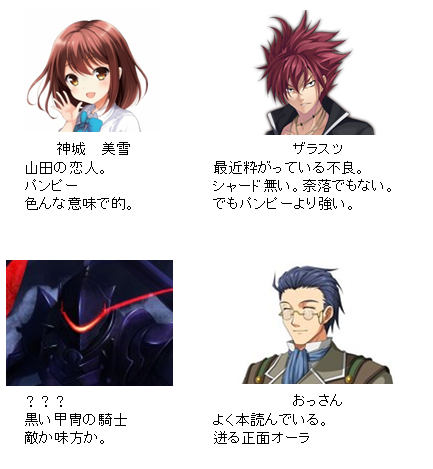 神城　美雪
山田の恋人。
バンビー
色んな意味で的。
ザラスツ
最近粋がっている不良。
シャード無い。奈落でもない。
でもバンビーより強い。
？？？
黒い甲冑の騎士
敵か味方か。
おっさん
よく本読んでいる。
迸る正面オーラ